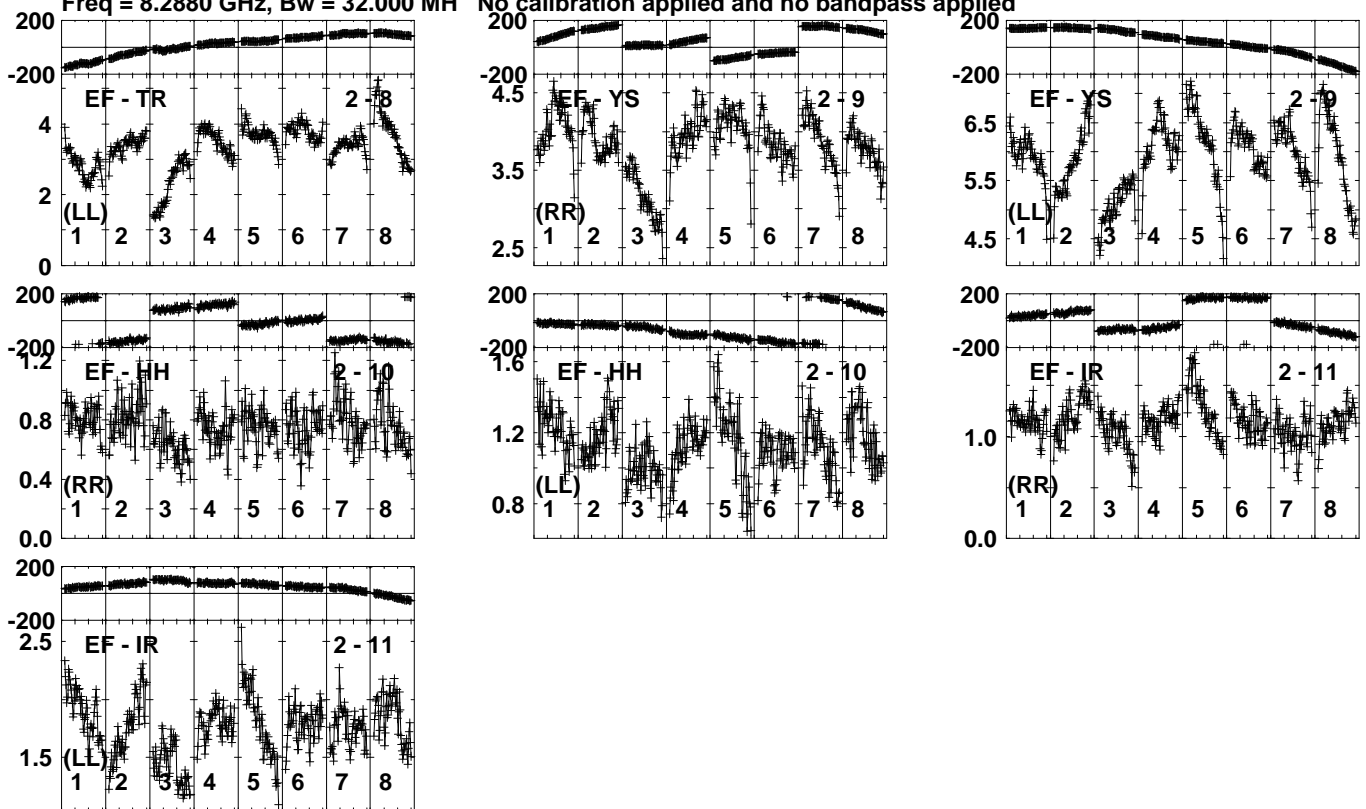 Freq = 8.2880 GHz, Bw = 32.000 MH No calibration applied and no bandpass applied
200
-200
EF - TR 2 - 8
4
2
0
(LL)
1 2 3 4 5 6 7 8
200
-200
EF - YS 2 - 9
4.5
3.5
2.5
(RR)
1 2 3 4 5 6 7 8
200
-200
EF - YS 2 - 9
6.5
5.5
4.5
(LL)
1 2 3 4 5 6 7 8
200
-200
EF - HH 2 - 10
1.2
0.8
0.4
0.0
(RR)
1 2 3 4 5 6 7 8
200
-200
EF - HH 2 - 10
1.6
1.2
0.8
(LL)
1 2 3 4 5 6 7 8
200
-200
EF - IR 2 - 11
1.0
0.0
(RR)
1 2 3 4 5 6 7 8
200
-200
EF - IR 2 - 11
2.5
1.5
(LL)
1 2 3 4 5 6 7 8